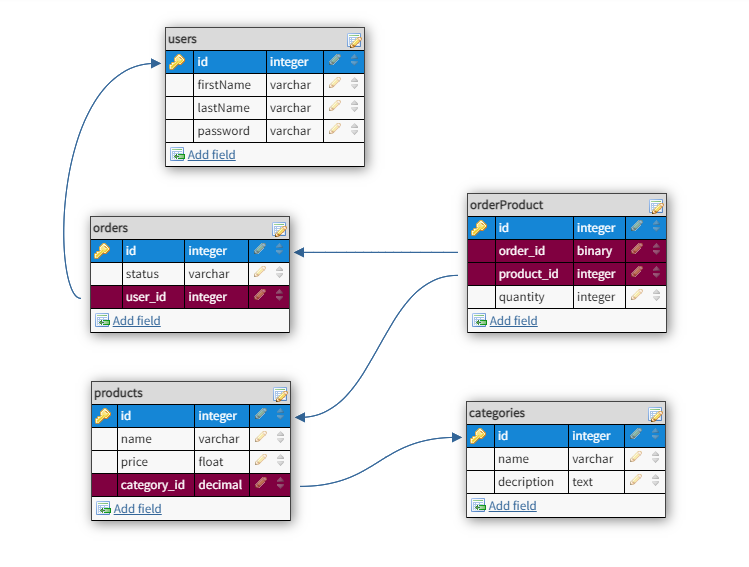 users
id integer
firstName varchar
lastName varchar
password varchar
Add field
orders
id integer
status varchar
user_id integer
Add field
orderProduct
id integer
order_id binary
product_id integer
quantity integer
Add field
products
id integer
name varchar
price float
category_id decimal
Add field
categories
id integer
name varchar
decription text
Add field